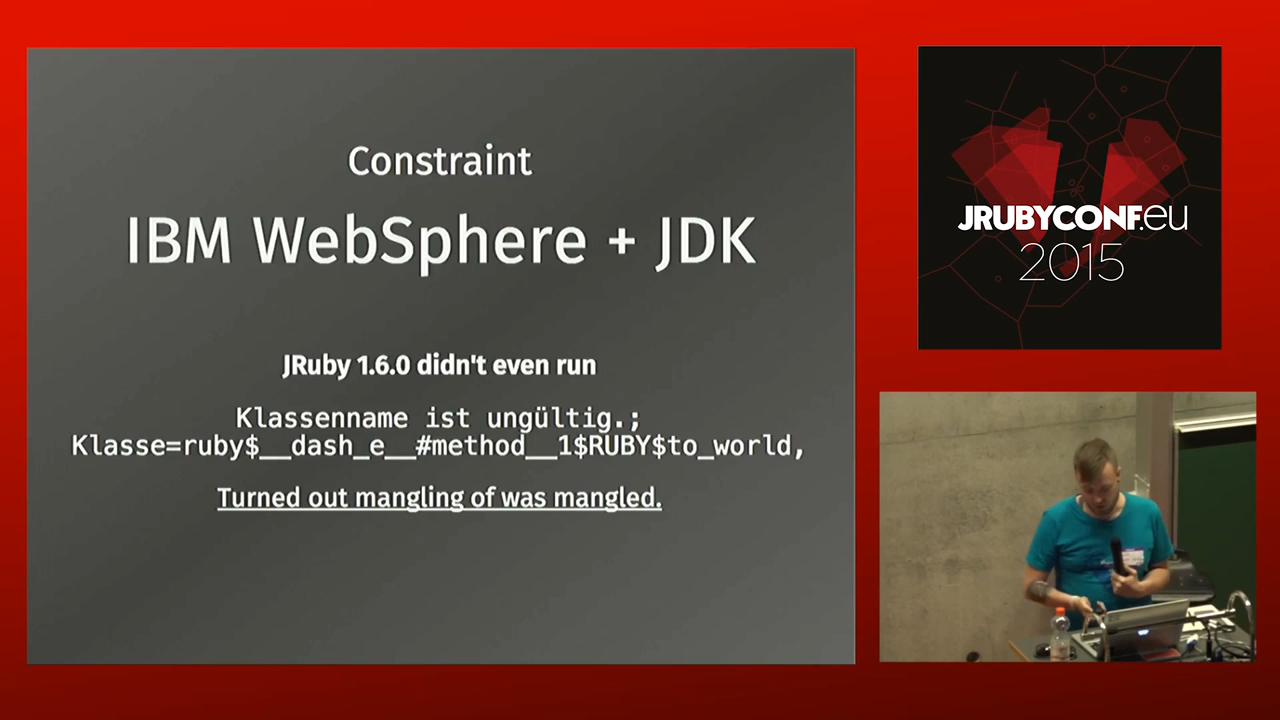 Constraint
IBM WebSphere + JDK
JRuby 1.6.0 didn't even run
Klassenname ist ungültig.;
Klasse=ruby$__dash_e__#method__1$RUBY$to_world,
Turned out mangling of was mangled.
JRUBYCONF.eu
2015